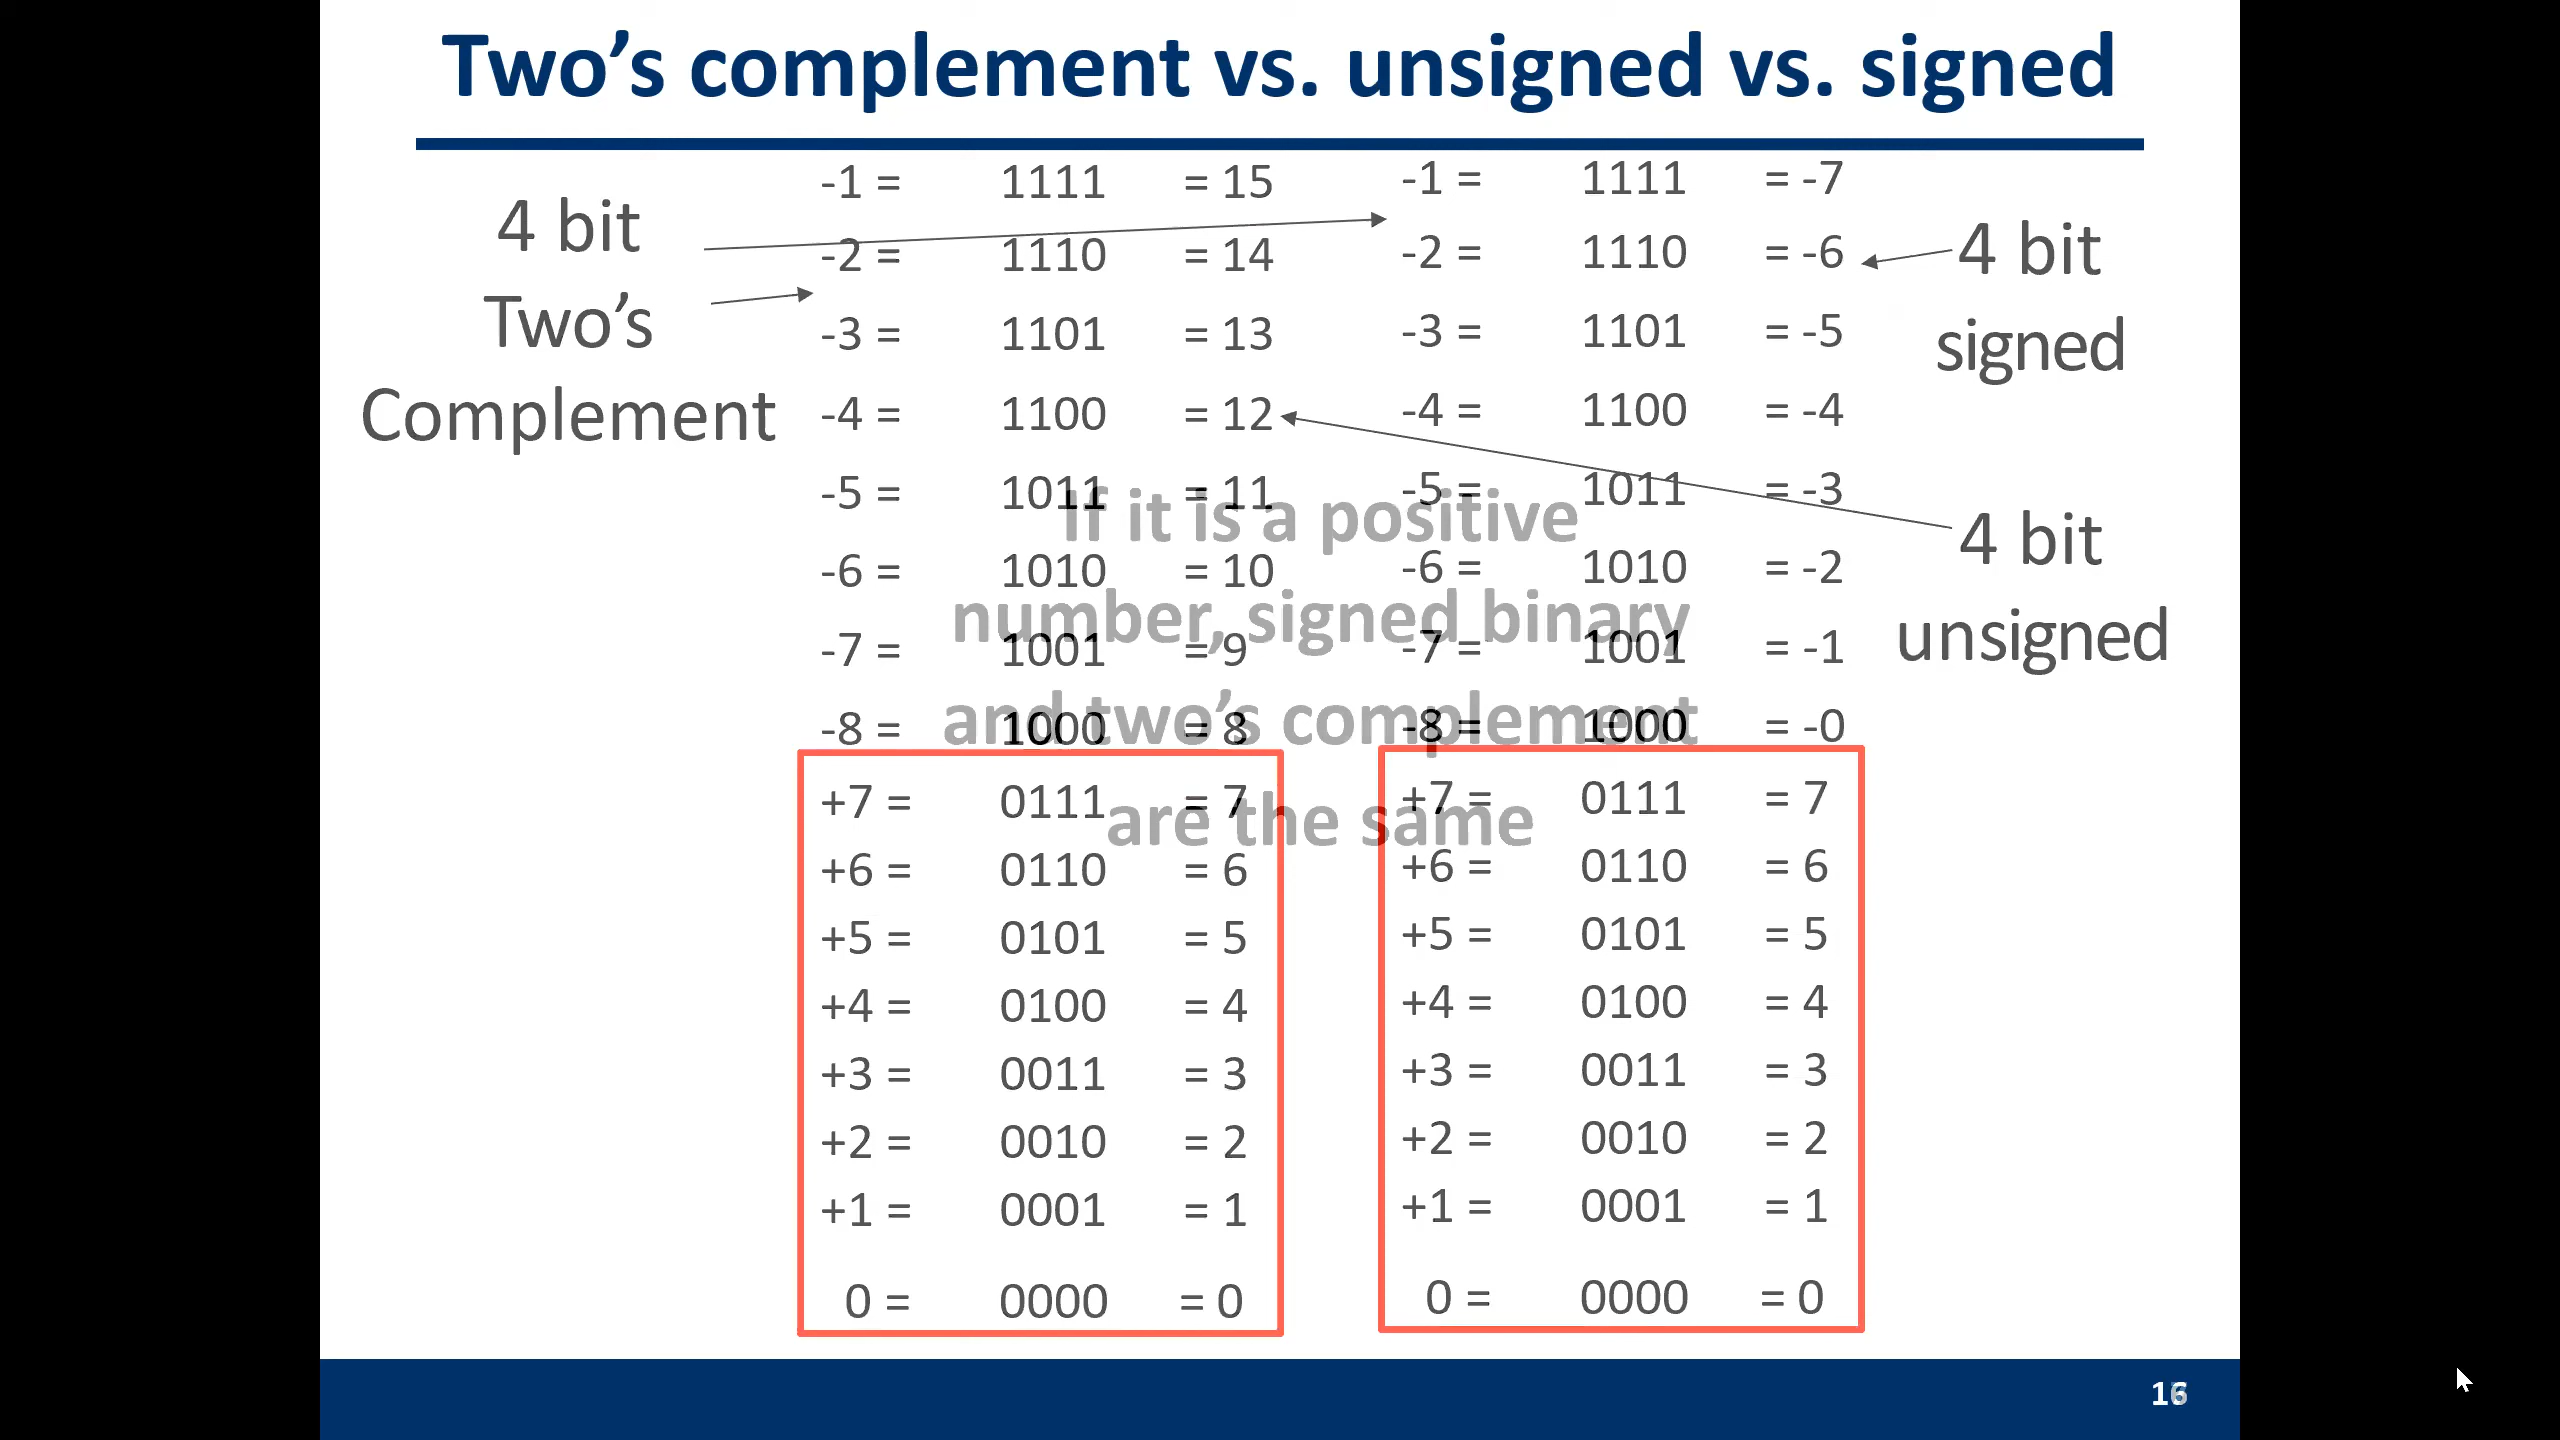 Two’s complement vs. unsigned vs. signed
4 bit
Two’s
Complement
-1 = 1111 = 15
-2 = 1110 = 14
-3 = 1101 = 13
-4 = 1100 = 12
-5 = 1011 = 11
-6 = 1010 = 10
-7 = 1001 = 9
-8 = 1000 = 8
+7 = 0111 = 7
+6 = 0110 = 6
+5 = 0101 = 5
+4 = 0100 = 4
+3 = 0011 = 3
+2 = 0010 = 2
+1 = 0001 = 1
0 = 0000 = 0
-1 = 1111 = -7
-2 = 1110 = -6
-3 = 1101 = -5
-4 = 1100 = -4
-5 = 1011 = -3
-6 = 1010 = -2
-7 = 1001 = -1
-8 = 1000 = -0
+7 = 0111 = 7
+6 = 0110 = 6
+5 = 0101 = 5
+4 = 0100 = 4
+3 = 0011 = 3
+2 = 0010 = 2
+1 = 0001 = 1
0 = 0000 = 0
4 bit
signed
4 bit
unsigned
If it is a positive
number, signed binary
and two’s complement
are the same